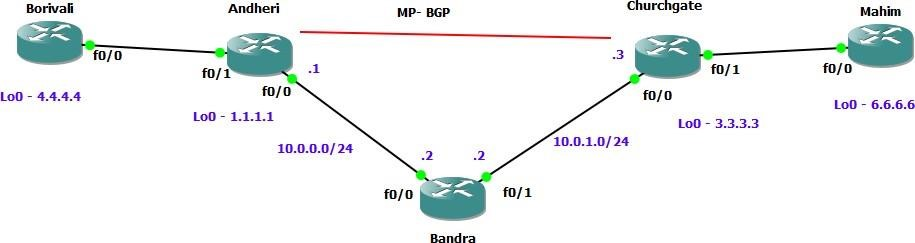 Borivali
Andheri
MP- BGP
Churchgate
Mahim
f0/0
f0/1
.1
f0/0
.3
f0/0
f0/1
f0/0
Lo0 - 4.4.4.4
Lo0 - 1.1.1.1
Lo0 - 3.3.3.3
Lo0 - 6.6.6.6
10.0.0.0/24
.2
.2
10.0.1.0/24
f0/0
f0/1
Bandra